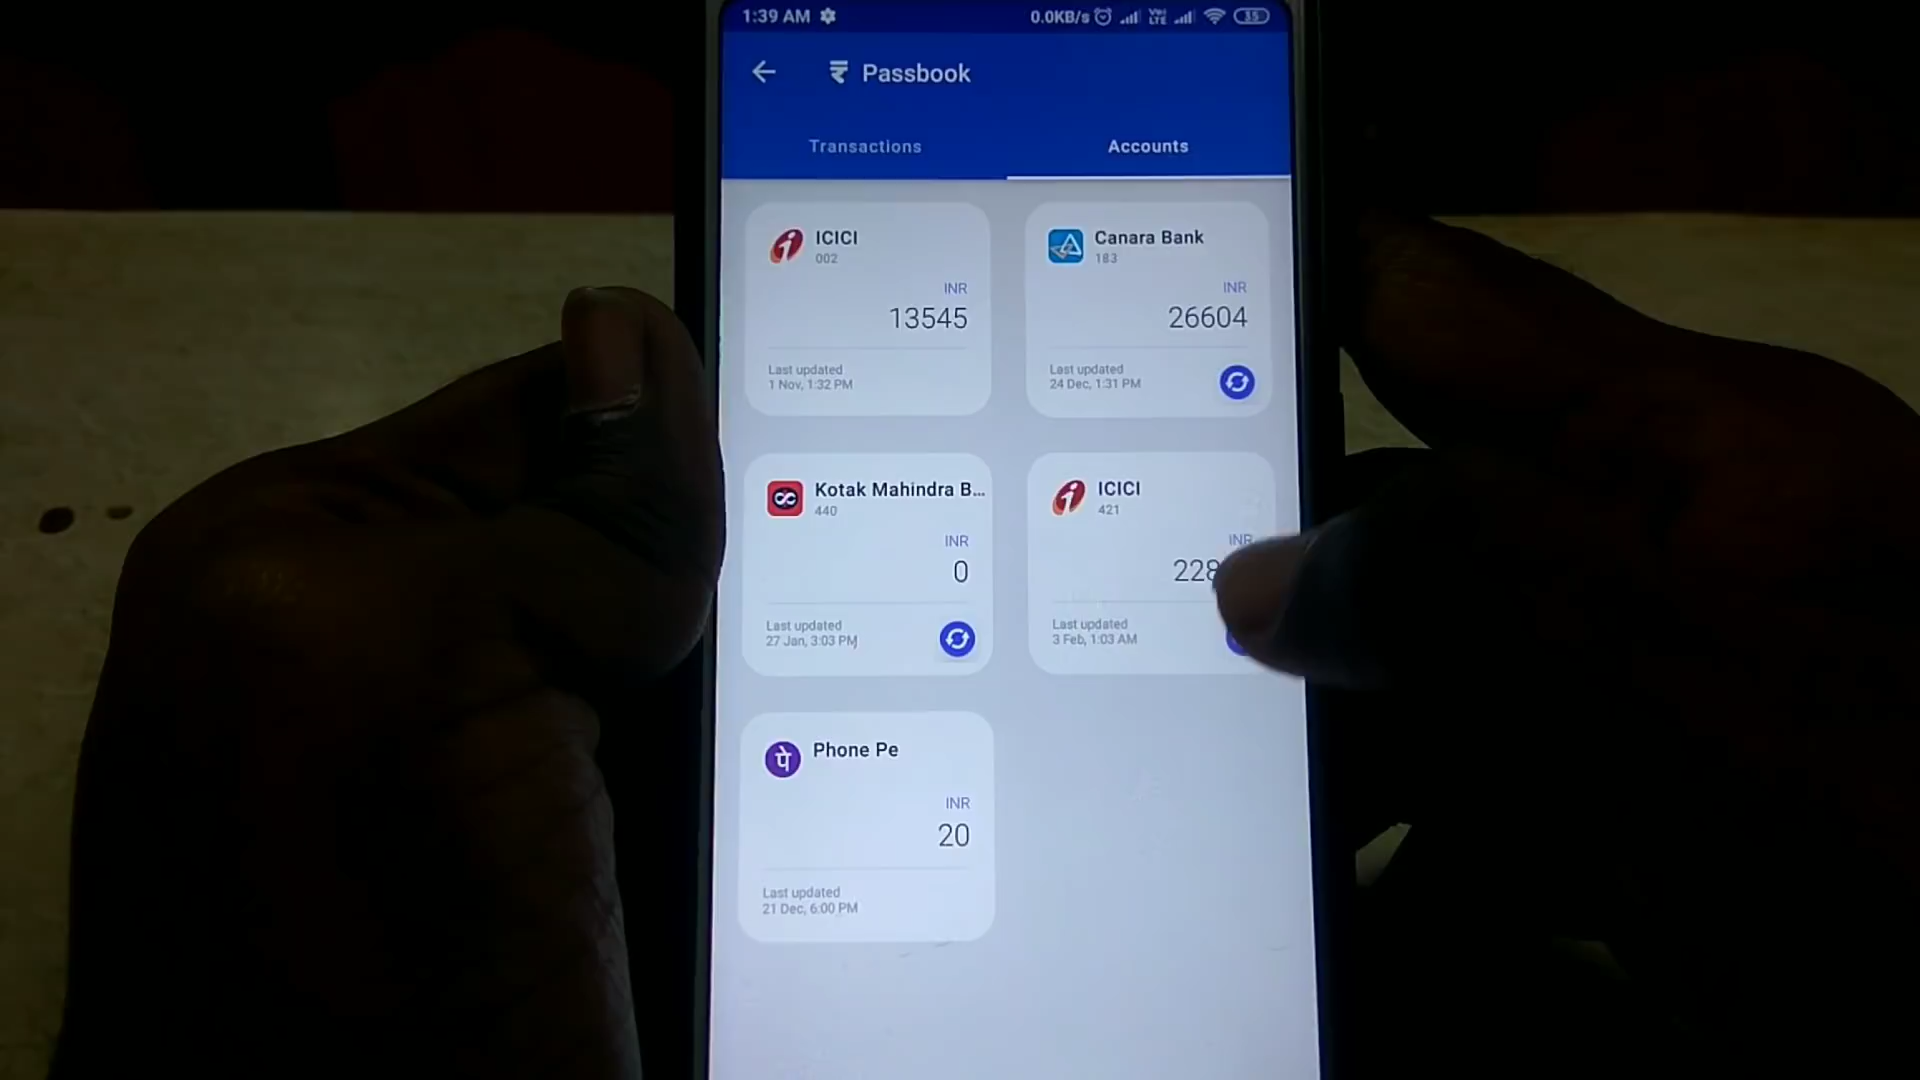 1:39 AM
0.0KB/s
Vo) LTE
35
Passbook
Transactions
Accounts
ICICI
002
INR
13545
Last updated
1 Nov, 1:32 PM
Canara Bank
183
INR
26604
Last updated
24 Dec, 1:31 PM
Kotak Mahindra B...
440
INR
0
Last updated
27 Jan, 3:03 PM
ICICI
421
INR
228
Last updated
3 Feb, 1:03 AM
पे
Phone Pe
INR
20
Last updated
21 Dec, 6:00 PM